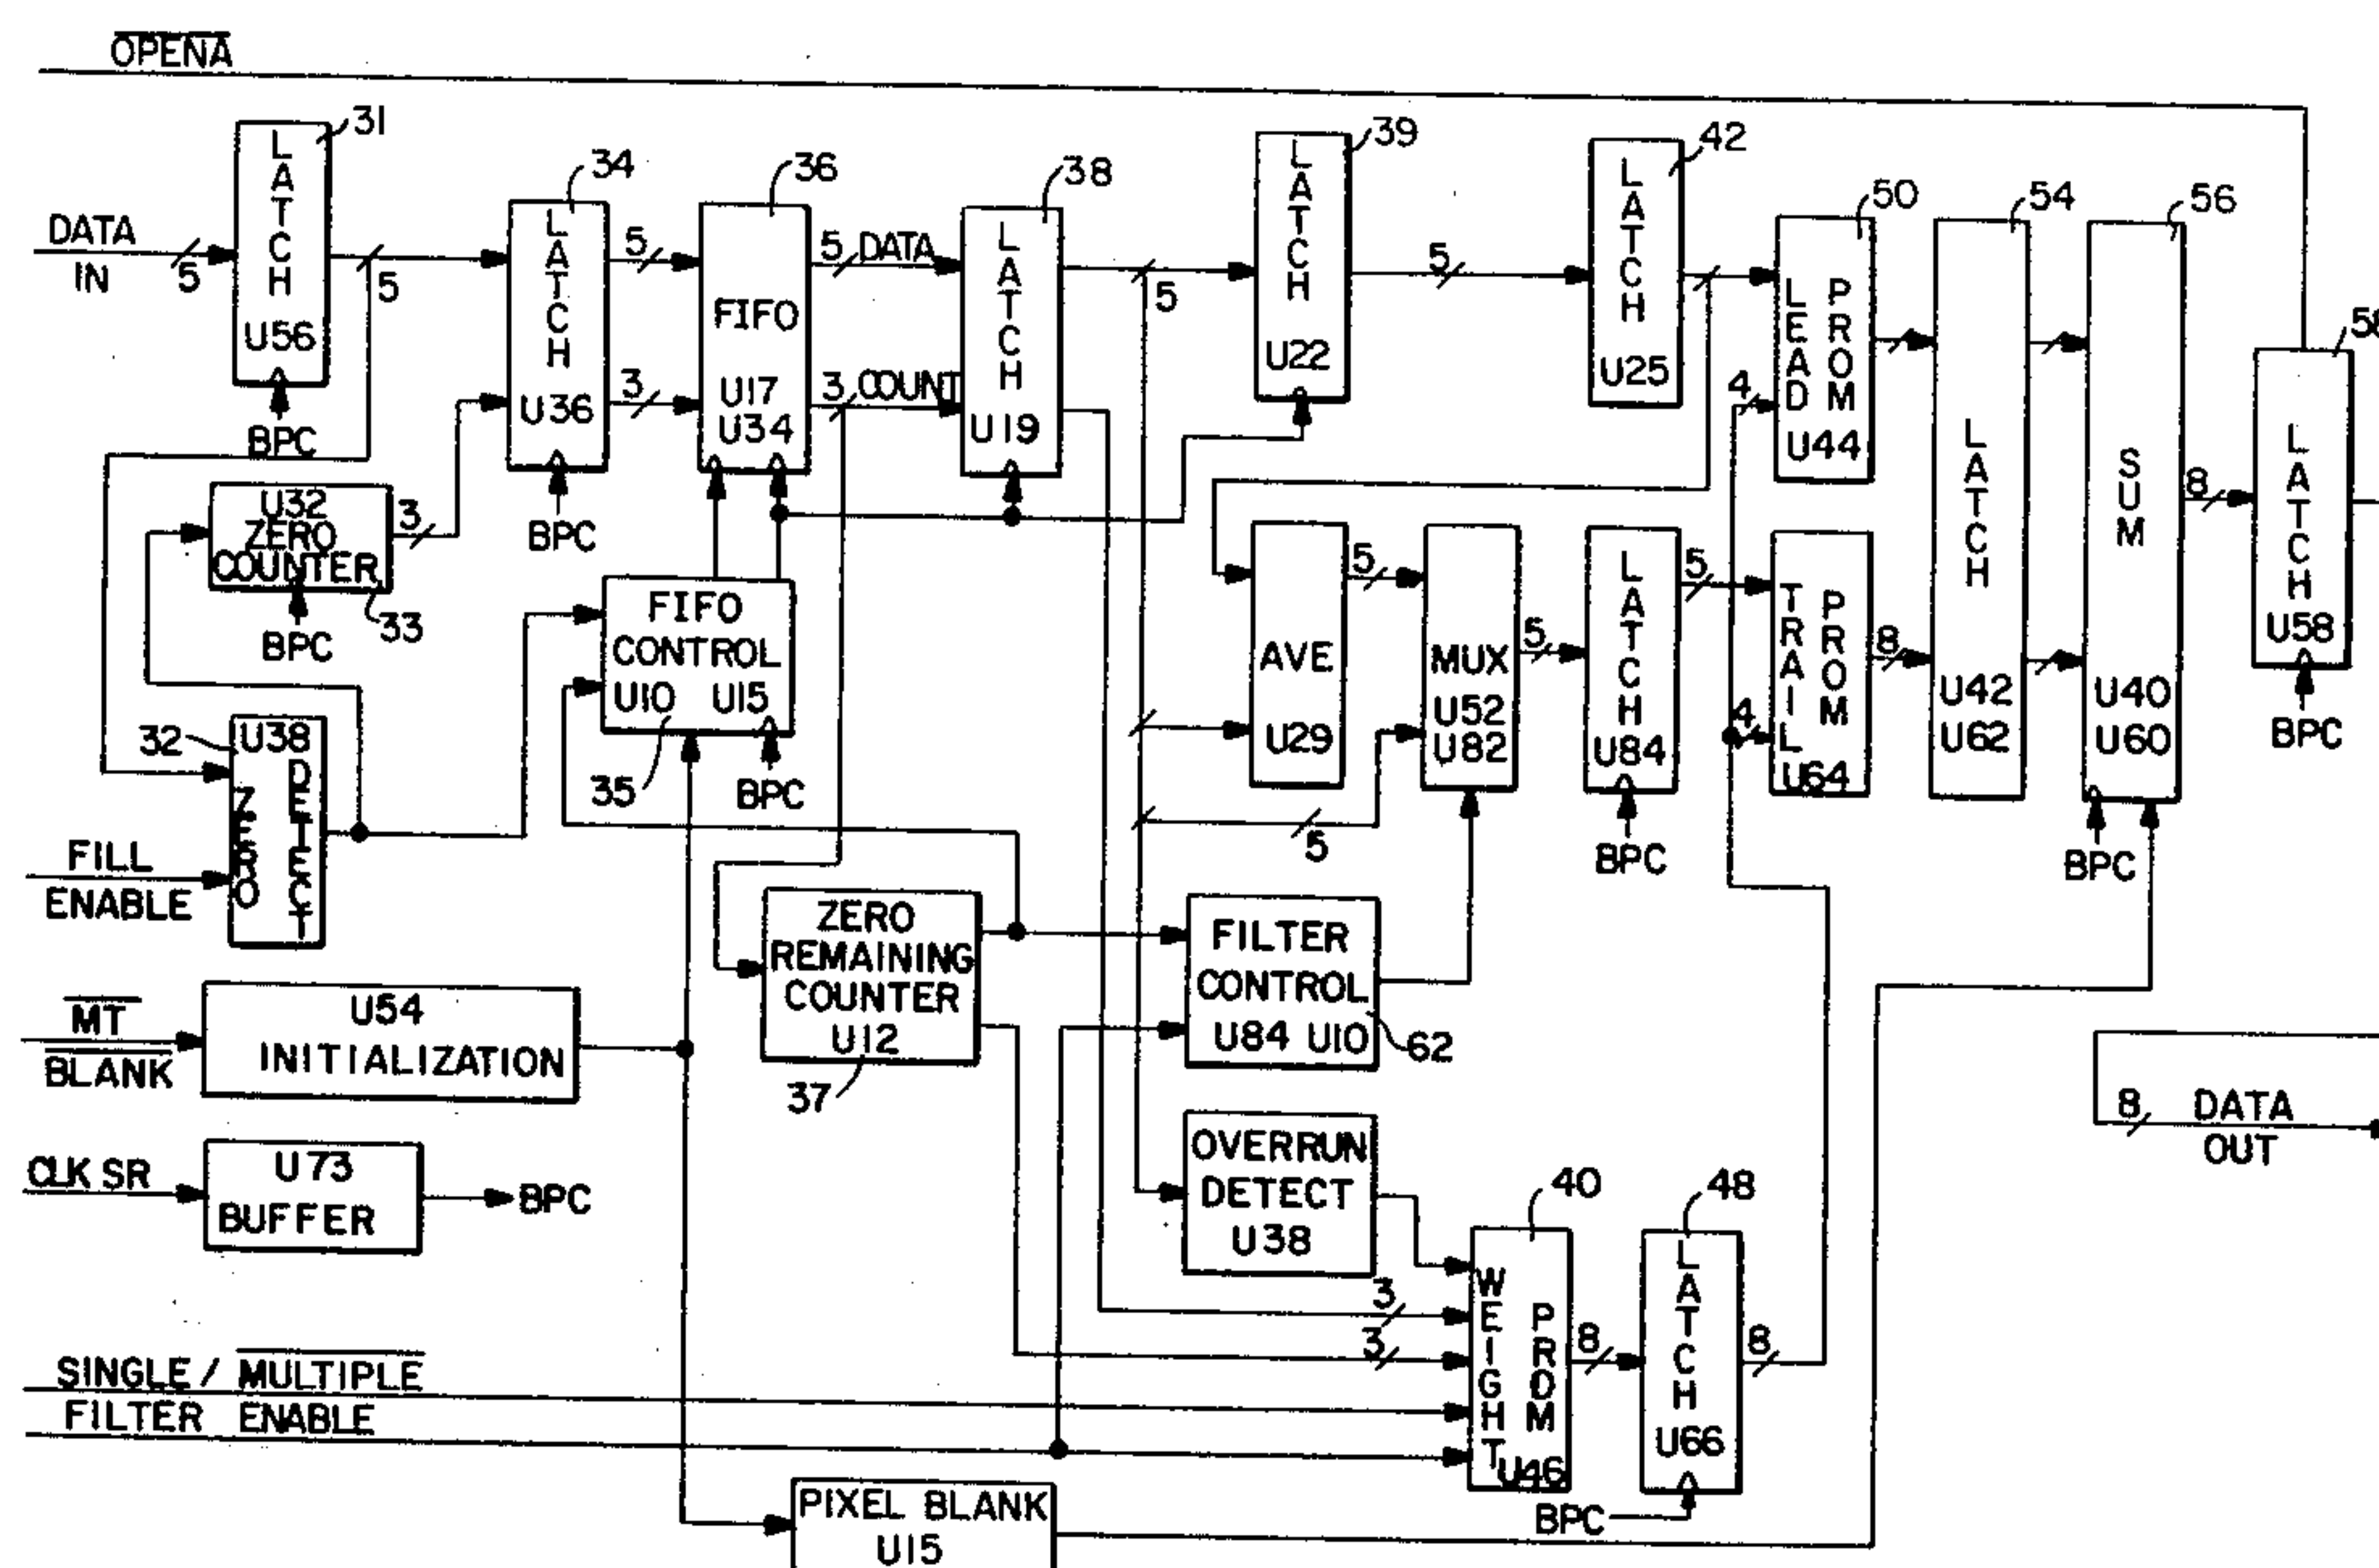 OPENA
31
LATCH
U56
BPC
DATA
IN
5
5
34
LATCH
U36
BPC
5
3
36
FIFO
U17
U34
5 DATA
3 COUNT
38
LATCH
U19
5
39
LATCH
U22
5
42
LATCH
U25
50
LEAD PROM
U44
4
54
LATCH
U42
U62
56
SUM
U40
U60
BPC
8
LATCH
U58
BPC
U32
ZERO
COUNTER
33
BPC
3
FIFO
CONTROL
U10 U15
35
BPC
AVE
U29
5
MUX
U52
U82
5
5
LATCH
U84
BPC
5
TRAIL PROM
U64
4
8
32
U38
ZERO DETECT
FILL
ENABLE
ZERO
REMAINING
COUNTER
U12
37
FILTER
CONTROL
U84 U10
62
MT
BLANK
U54
INITIALIZATION
CLK SR
U73
BUFFER
BPC
OVERRUN
DETECT
U38
40
WEIGHT PROM
U46
3
3
8
48
LATCH
U66
BPC
8
8 DATA
OUT
SINGLE / MULTIPLE
FILTER ENABLE
PIXEL BLANK
U15